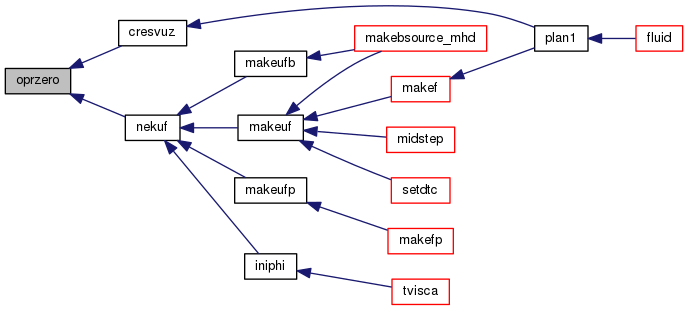 oprzero
cresvuz
nekuf
makeufb
makeuf
makeufp
iniphi
makebsource_mhd
makef
midstep
setdtc
makefp
tvisca
plan1
fluid